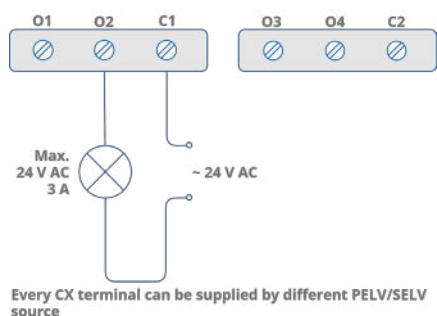 O1 O2 C1 O3 O4 C2
Max.
24 V AC
3 A
~ 24 V AC
Every CX terminal can be supplied by different PELV/SELV
source